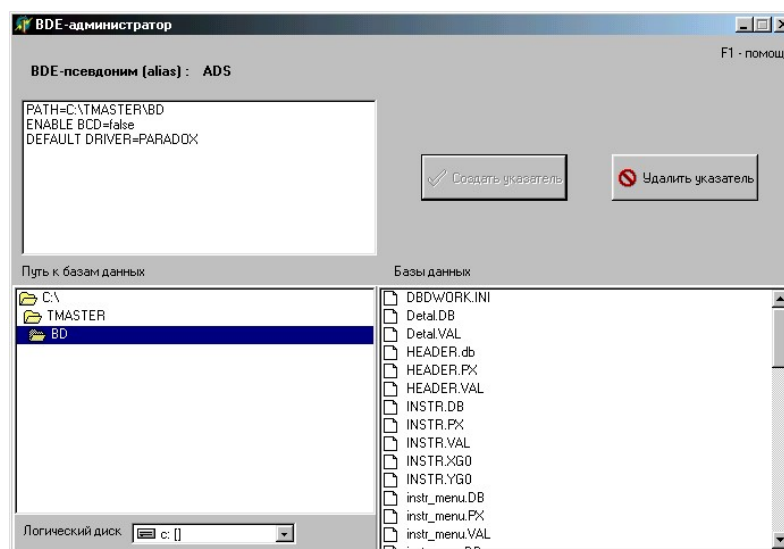 BDE-администратор
F1 - помощ
BDE-псевдоним (alias) : ADS
PATH=C:\TMASTER\BD
ENABLE BCD=false
DEFAULT DRIVER=PARADOX
Создать указатель
Удалить указатель
Путь к базам данных
Базы данных
C:\
TMASTER
BD
DBDWORK.INI
Detal.DB
Detal.VAL
HEADER.db
HEADER.PX
HEADER.VAL
INSTR.DB
INSTR.PX
INSTR.VAL
INSTR.XG0
INSTR.YG0
instr_menu.DB
instr_menu.PX
instr_menu.VAL
Логический диск
c: []